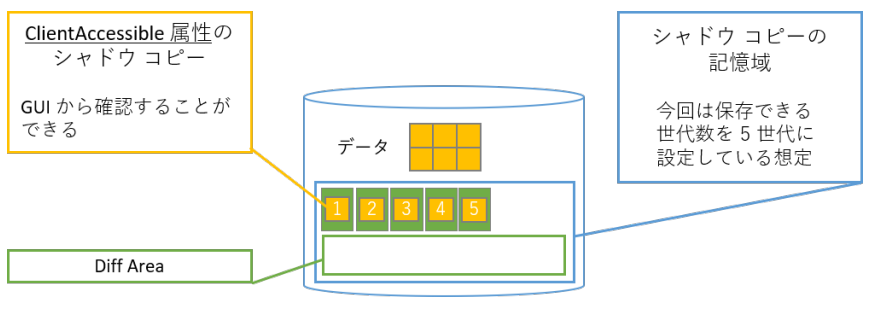 ClientAccessible 属性の
シャドウ コピー
GUI から確認することが
できる
シャドウ コピーの
記憶域
今回は保存できる
世代数を 5 世代に
設定している想定
データ
1 2 3 4 5
Diff Area